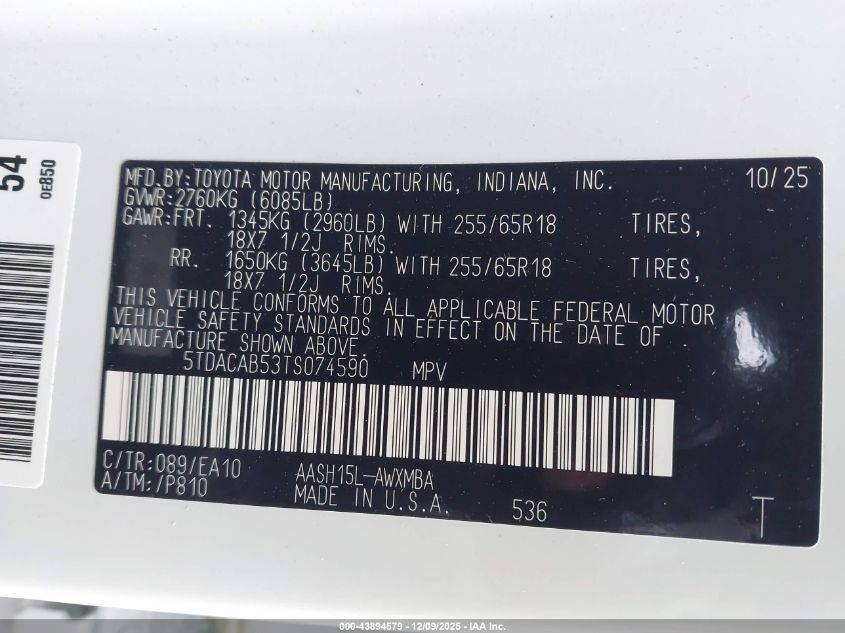 54
0E850
MFD.BY:TOYOTA MOTOR MANUFACTURING, INDIANA, INC. 10/25
GVWR:2760KG (6085LB)
GAWR:FRT. 1345KG (2960LB) WITH 255/65R18 TIRES,
18X7 1/2J RIMS.
RR. 1650KG (3645LB) WITH 255/65R18 TIRES,
18X7 1/2J RIMS.
THIS VEHICLE CONFORMS TO ALL APPLICABLE FEDERAL MOTOR
VEHICLE SAFETY STANDARDS IN EFFECT ON THE DATE OF
MANUFACTURE SHOWN ABOVE.
5TDACAB53TS074590 MPV
C/TR:089/EA10 AASH15L-AWXMBA
A/TM:/P810 MADE IN U.S.A. 536 T
000-43894579 - 12/09/2025 - IAA Inc.